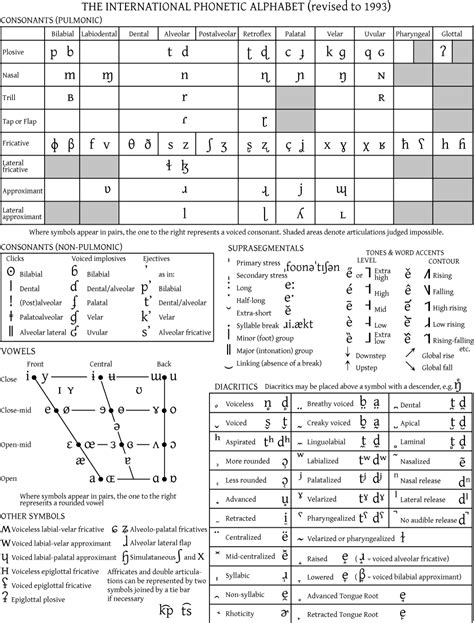 THE INTERNATIONAL PHONETIC ALPHABET (revised to 1993)
CONSONANTS (PULMONIC)
Bilabial Labiodental Dental Alveolar Postalveolar Retroflex Palatal Velar Uvular Pharyngeal Glottal
Plosive p b t d ʈ ɖ c ɟ k ɡ q ɢ ʔ
Nasal m ɱ n ɳ ɲ ŋ ɴ
Trill ʙ r ʀ
Tap or Flap ɾ ɽ
Fricative ɸ β f v θ ð s z ʃ ʒ ʂ ʐ ç ʝ x ɣ χ ʁ ħ ʕ h ɦ
Lateral fricative ɬ ɮ
Approximant ʋ ɹ ɻ j ɰ
Lateral approximant l ɭ ʎ ʟ
Where symbols appear in pairs, the one to the right represents a voiced consonant. Shaded areas denote articulations judged impossible.
CONSONANTS (NON-PULMONIC)
Clicks Voiced implosives Ejectives
ʘ Bilabial ɓ Bilabial ʼ as in:
ǀ Dental ɗ Dental/alveolar pʼ Bilabial
ǃ (Post)alveolar ʄ Palatal tʼ Dental/alveolar
ǂ Palatoalveolar ɠ Velar kʼ Velar
ǁ Alveolar lateral ʛ Uvular sʼ Alveolar fricative
SUPRASEGMENTALS
ˈ Primary stress ˌfoʊnəˈtɪʃən
ˌ Secondary stress
ː Long eː
ˑ Half-long eˑ
˘ Extra-short ĕ
. Syllable break ɹi.ækt
| Minor (foot) group
‖ Major (intonation) group
‿ Linking (absence of a break)
TONES & WORD ACCENTS
LEVEL CONTOUR
e̋ or ˥ Extra high ě or Rising
é ˦ High ê Falling
ē ˧ Mid High rising
è ˨ Low Low rising
ȅ ˩ Extra low Rising-falling
etc.
↓ Downstep ↗ Global rise
↑ Upstep ↘ Global fall
VOWELS
Front Central Back
Close i y ɨ ʉ ɯ u
ɪ ʏ ʊ
Close-mid e ø ɘ ɵ ɤ o
ə
Open-mid ɛ œ ɜ ɞ ʌ ɔ
æ ɐ
Open a ɶ ɑ ɒ
Where symbols appear in pairs, the one to the right represents a rounded vowel
OTHER SYMBOLS
ʍ Voiceless labial-velar fricative ɕ ʑ Alveolo-palatal fricatives
w Voiced labial-velar approximant ɺ Alveolar lateral flap
ɥ Voiced labial-palatal approximant ɧ Simultaneous ʃ and x
ʜ Voiceless epiglottal fricative
ʢ Voiced epiglottal fricative
ʡ Epiglottal plosive
Affricates and double articulations can be represented by two symbols joined by a tie bar if necessary
k͡p t͡s
DIACRITICS Diacritics may be placed above a symbol with a descender, e.g. ŋ̊
Voiceless n̥ d̥ Breathy voiced b̤ a̤ Dental t̪ d̪
Voiced s̬ t̬ Creaky voiced b̰ a̰ Apical t̺ d̺
ʰ Aspirated tʰ dʰ Linguolabial t̼ d̼ Laminal t̻ d̻
More rounded ɔ̹ ʷ Labialized tʷ dʷ Nasalized ẽ
Less rounded ɔ̜ ʲ Palatalized tʲ dʲ ⁿ Nasal release dⁿ
Advanced u̟ ˠ Velarized tˠ dˠ ˡ Lateral release dˡ
Retracted i̠ ˤ Pharyngealized tˤ dˤ No audible release d̚
Centralized ë Velarized or pharyngealized ɫ
Mid-centralized e̽ Raised e̝ (ɹ̝ = voiced alveolar fricative)
Syllabic ɹ̩ Lowered e̞ (β̞ = voiced bilabial approximant)
Non-syllabic e̯ Advanced Tongue Root e̘
Rhoticity ɚ Retracted Tongue Root e̙